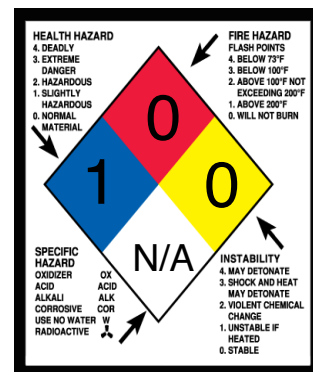 HEALTH HAZARD
4. DEADLY
3. EXTREME
DANGER
2. HAZARDOUS
1. SLIGHTLY
HAZARDOUS
0. NORMAL
MATERIAL
FIRE HAZARD
FLASH POINTS
4. BELOW 73°F
3. BELOW 100°F
2. ABOVE 100°F NOT
EXCEEDING 200°F
1. ABOVE 200°F
0. WILL NOT BURN
0
1
0
N/A
SPECIFIC
HAZARD
OXIDIZER OX
ACID ACID
ALKALI ALK
CORROSIVE COR
USE NO WATER W
RADIOACTIVE
INSTABILITY
4. MAY DETONATE
3. SHOCK AND HEAT
MAY DETONATE
2. VIOLENT CHEMICAL
CHANGE
1. UNSTABLE IF
HEATED
0. STABLE